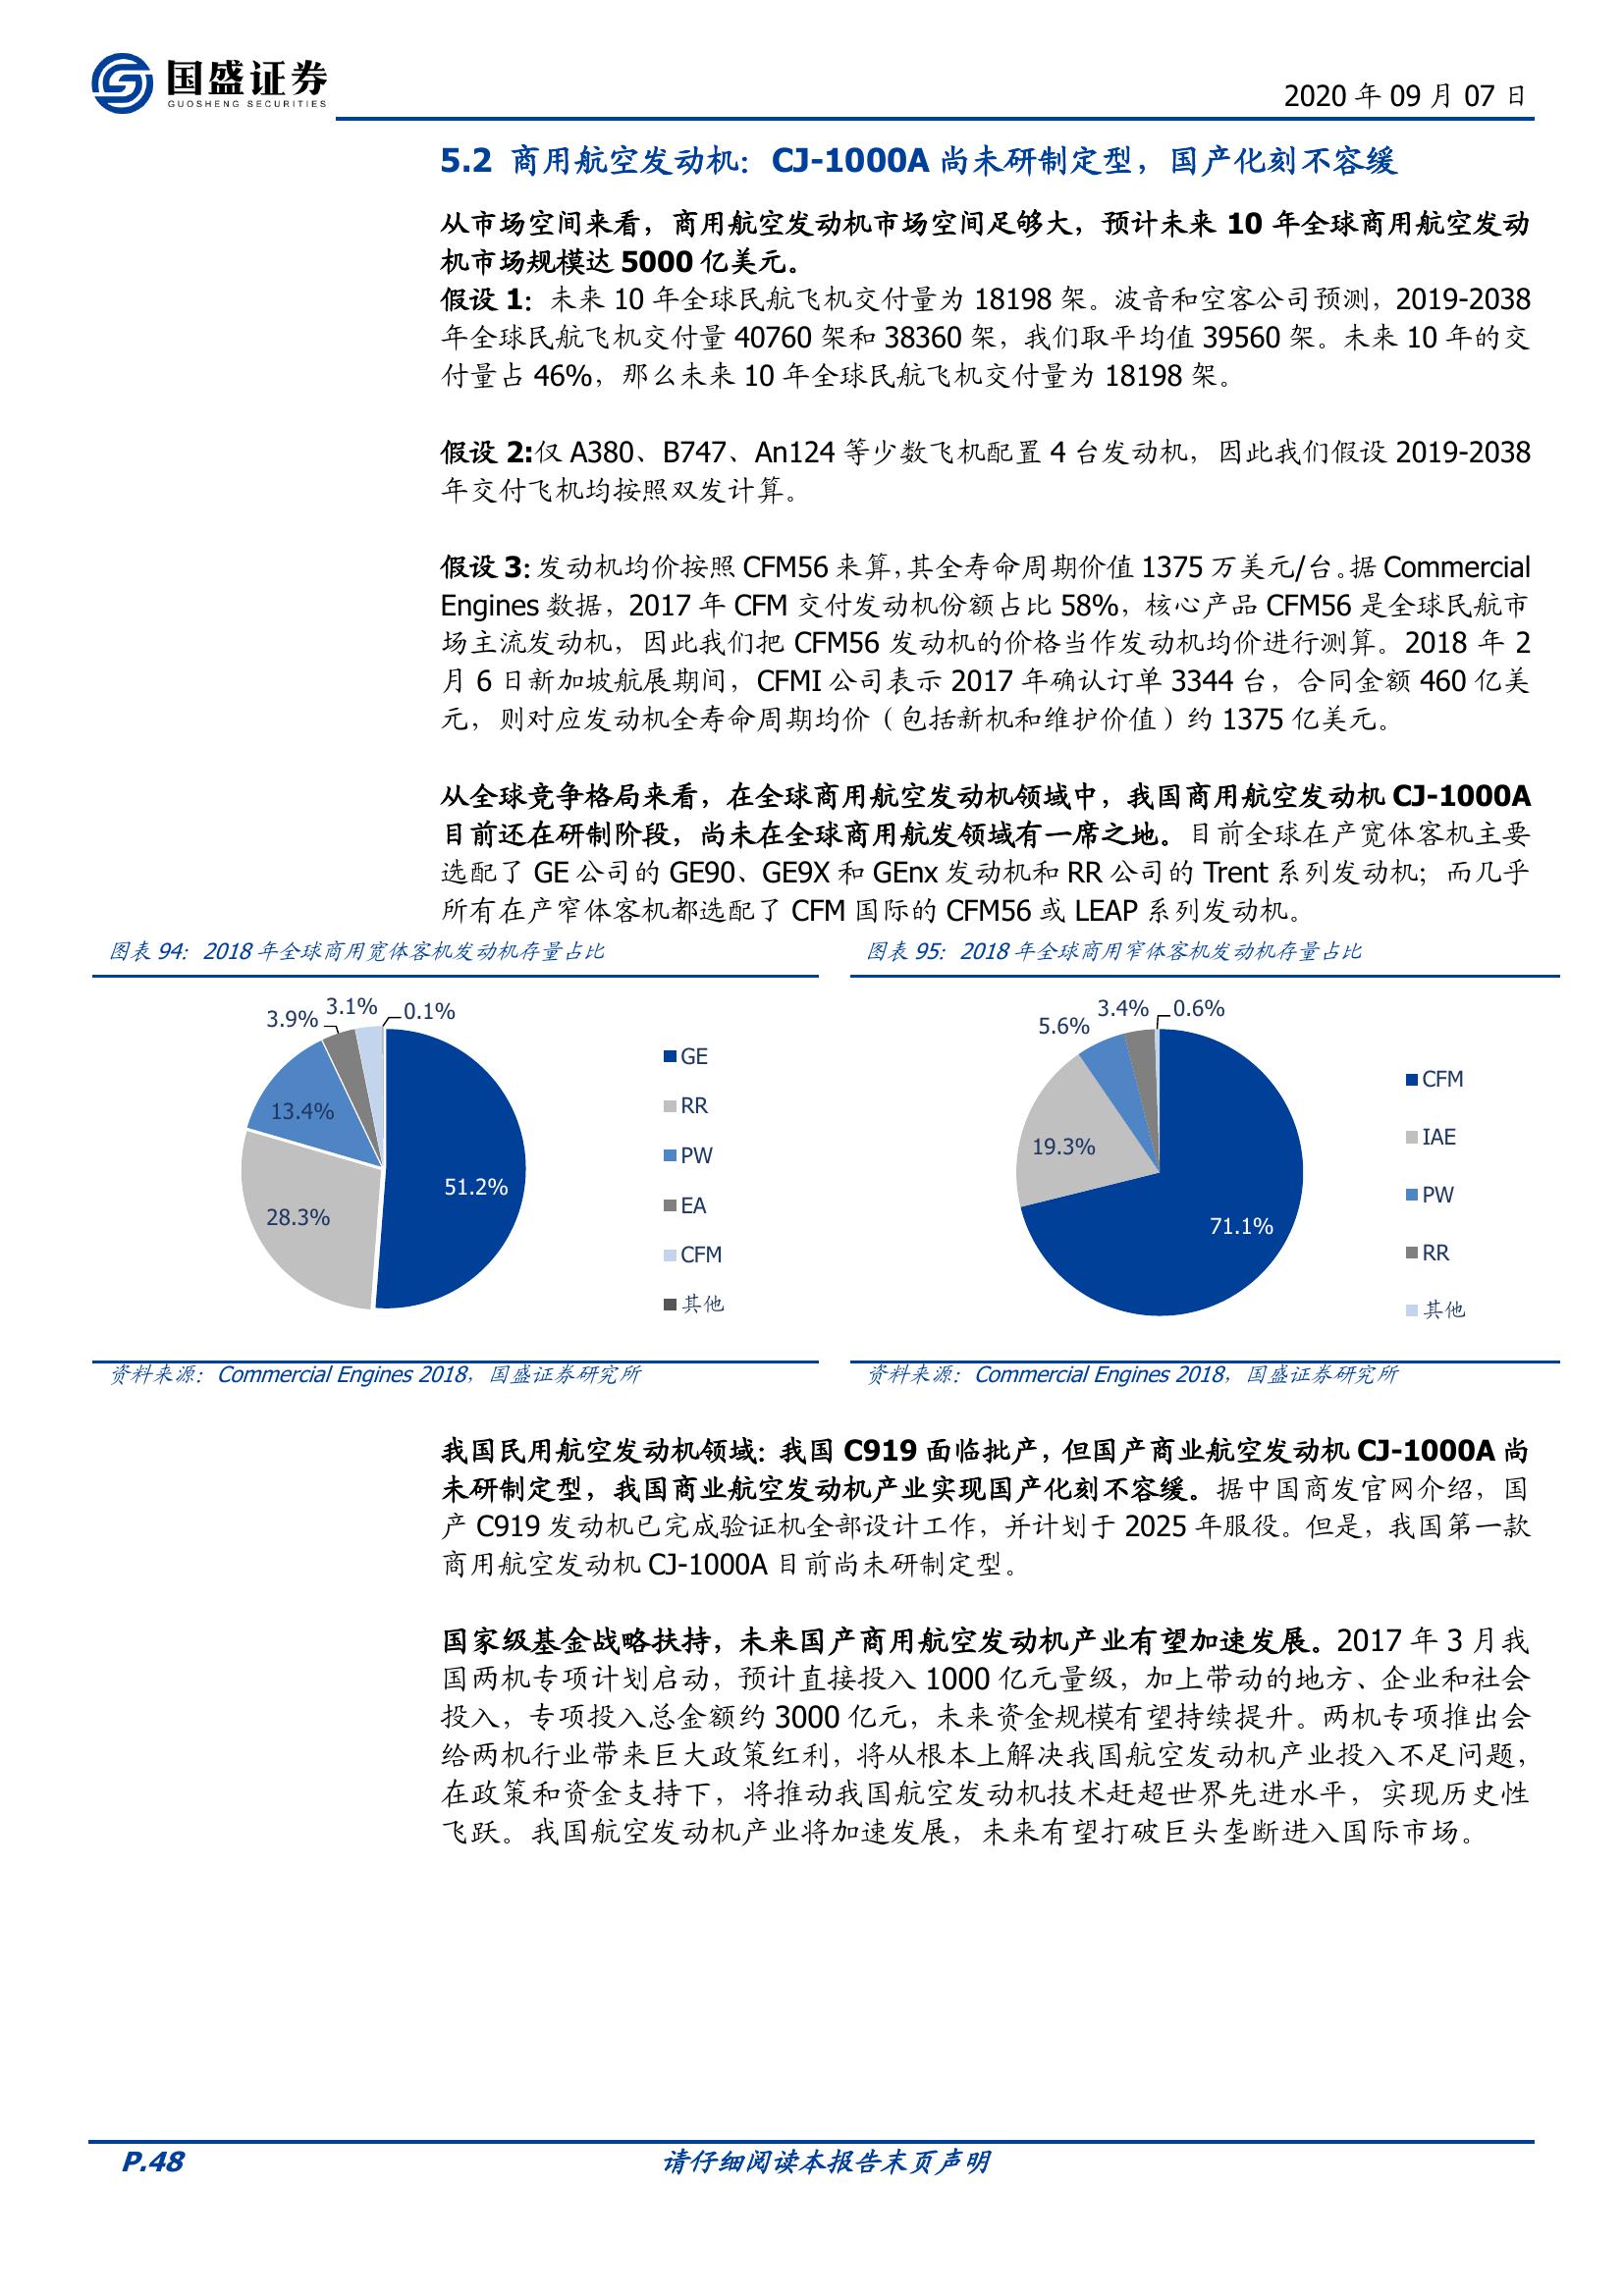 国盛证券
GUOSHENG SECURITIES
2020 年 09 月 07 日
5.2 商用航空发动机：CJ-1000A 尚未研制定型，国产化刻不容缓
从市场空间来看，商用航空发动机市场空间足够大，预计未来 10 年全球商用航空发动
机市场规模达 5000 亿美元。
假设 1：未来 10 年全球民航飞机交付量为 18198 架。波音和空客公司预测，2019-2038
年全球民航飞机交付量 40760 架和 38360 架，我们取平均值 39560 架。未来 10 年的交
付量占 46%，那么未来 10 年全球民航飞机交付量为 18198 架。
假设 2:仅 A380、B747、An124 等少数飞机配置 4 台发动机，因此我们假设 2019-2038
年交付飞机均按照双发计算。
假设 3：发动机均价按照 CFM56 来算，其全寿命周期价值 1375 万美元/台。据 Commercial
Engines 数据，2017 年 CFM 交付发动机份额占比 58%，核心产品 CFM56 是全球民航市
场主流发动机，因此我们把 CFM56 发动机的价格当作发动机均价进行测算。2018 年 2
月 6 日新加坡航展期间，CFMI 公司表示 2017 年确认订单 3344 台，合同金额 460 亿美
元，则对应发动机全寿命周期均价（包括新机和维护价值）约 1375 亿美元。
从全球竞争格局来看，在全球商用航空发动机领域中，我国商用航空发动机 CJ-1000A
目前还在研制阶段，尚未在全球商用航发领域有一席之地。目前全球在产宽体客机主要
选配了 GE 公司的 GE90、GE9X 和 GEnx 发动机和 RR 公司的 Trent 系列发动机；而几乎
所有在产窄体客机都选配了 CFM 国际的 CFM56 或 LEAP 系列发动机。
图表 94：2018 年全球商用宽体客机发动机存量占比
3.9%
3.1%
0.1%
13.4%
28.3%
51.2%
GE
RR
PW
EA
CFM
其他
资料来源：Commercial Engines 2018，国盛证券研究所
图表 95：2018 年全球商用窄体客机发动机存量占比
5.6%
3.4%
0.6%
19.3%
71.1%
CFM
IAE
PW
RR
其他
资料来源：Commercial Engines 2018，国盛证券研究所
我国民用航空发动机领域：我国 C919 面临批产，但国产商业航空发动机 CJ-1000A 尚
未研制定型，我国商业航空发动机产业实现国产化刻不容缓。据中国商发官网介绍，国
产 C919 发动机已完成验证机全部设计工作，并计划于 2025 年服役。但是，我国第一款
商用航空发动机 CJ-1000A 目前尚未研制定型。
国家级基金战略扶持，未来国产商用航空发动机产业有望加速发展。2017 年 3 月我
国两机专项计划启动，预计直接投入 1000 亿元量级，加上带动的地方、企业和社会
投入，专项投入总金额约 3000 亿元，未来资金规模有望持续提升。两机专项推出会
给两机行业带来巨大政策红利，将从根本上解决我国航空发动机产业投入不足问题，
在政策和资金支持下，将推动我国航空发动机技术赶超世界先进水平，实现历史性
飞跃。我国航空发动机产业将加速发展，未来有望打破巨头垄断进入国际市场。
P.48
请仔细阅读本报告末页声明